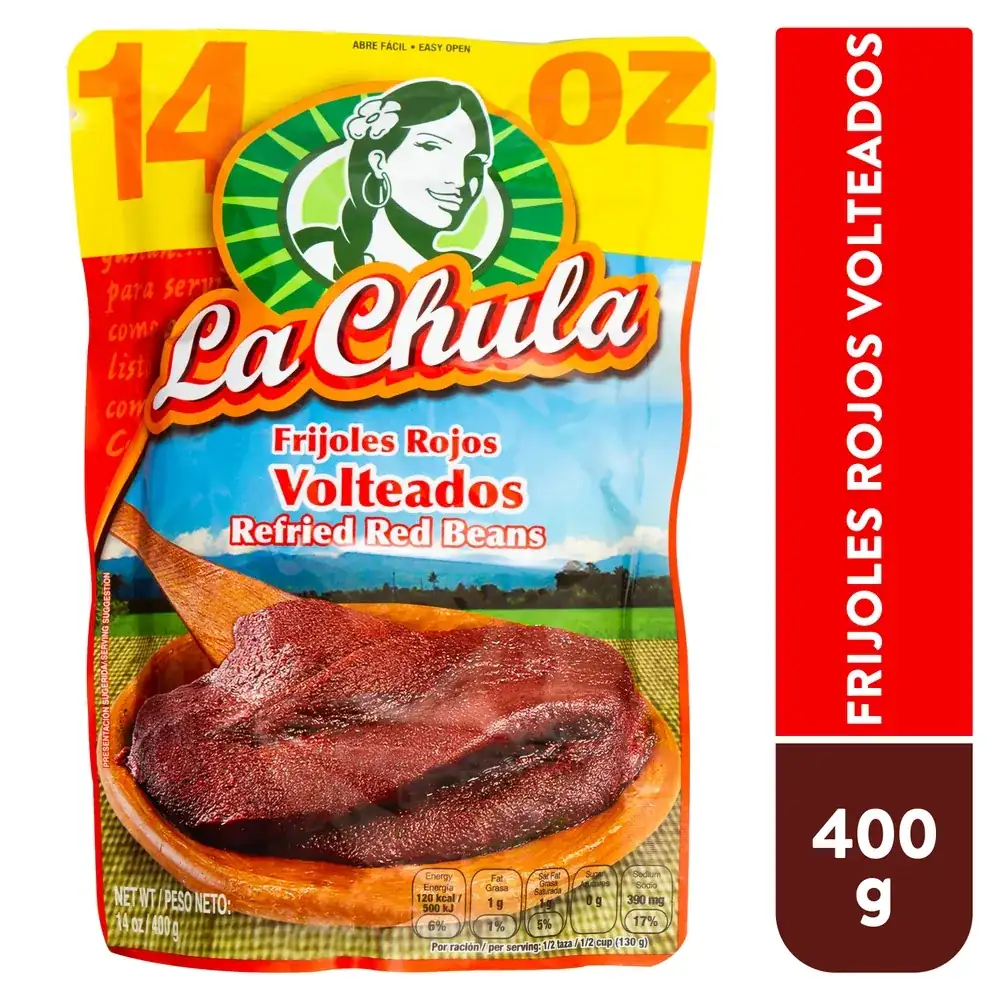 ABRE FÁCIL • EASY OPEN
14 OZ
para servir
La Chula
Frijoles Rojos
Volteados
Refried Red Beans
PRESENTACIÓN SUGERIDA/SERVING SUGGESTION
NET WT / PESO NETO:
14 oz / 400 g
Energy
Energía
120 kcal /
500 kJ
6%
Fat
Grasa
1 g
1%
Sat Fat
Grasa
Saturada
1 g
5%
Sugars
Azúcares
0 g
Sodium
Sodio
390 mg
17%
Por ración / per serving: 1/2 taza / 1/2 cup (130 g)
FRIJOLES ROJOS VOLTEADOS
400
g